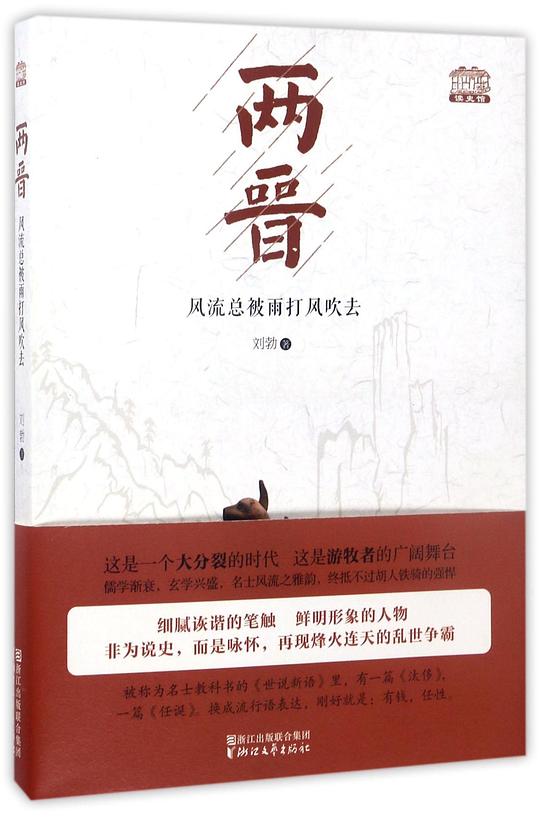 两晋
风流总被雨打风吹去
刘勃 著
浙江出版联合集团
读史馆
两晋
风流总被雨打风吹去
刘勃 著
这是一个大分裂的时代 这是游牧者的广阔舞台
儒学渐衰，玄学兴盛，名士风流之雅韵，终抵不过胡人铁骑的强悍
细腻诙谐的笔触 鲜明形象的人物
非为说史，而是咏怀，再现烽火连天的乱世争霸
被称为名士教科书的《世说新语》里，有一篇《汰侈》，
一篇《任诞》。换成流行语表达，刚好就是：有钱，任性。
浙江出版联合集团
浙江文艺出版社